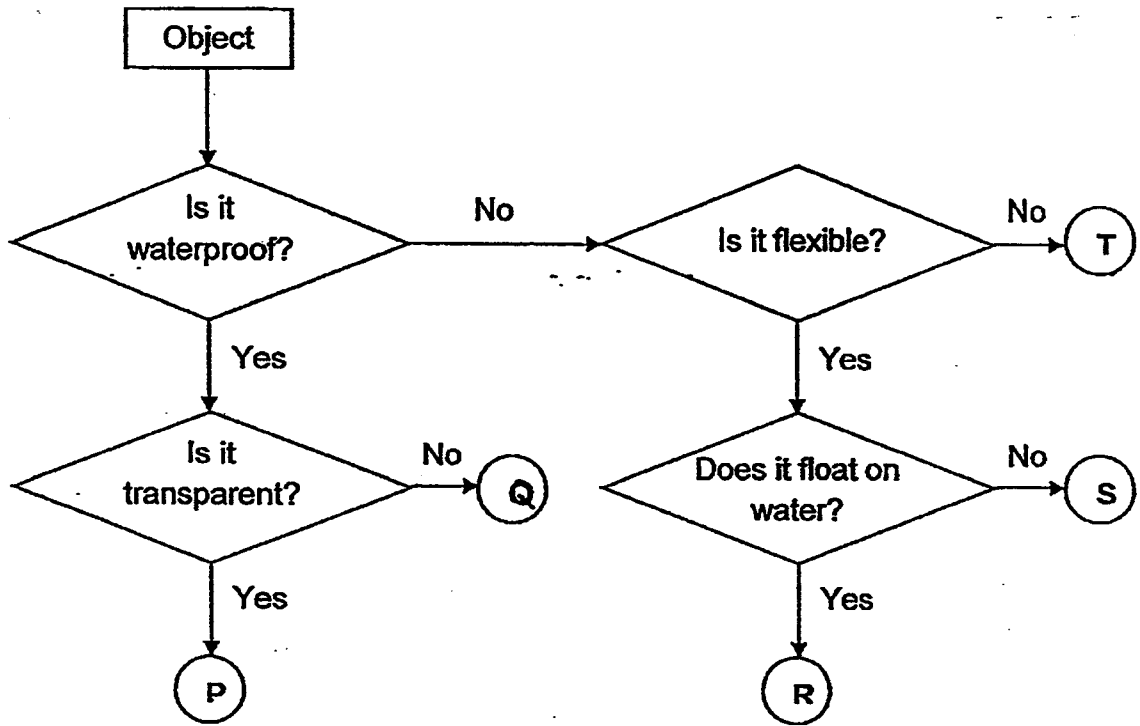 Object
Is it
waterproof?
No
Is it flexible?
No
T
Yes
Yes
Is it
transparent?
No
Q
Does it float on
water?
No
S
Yes
Yes
P
R